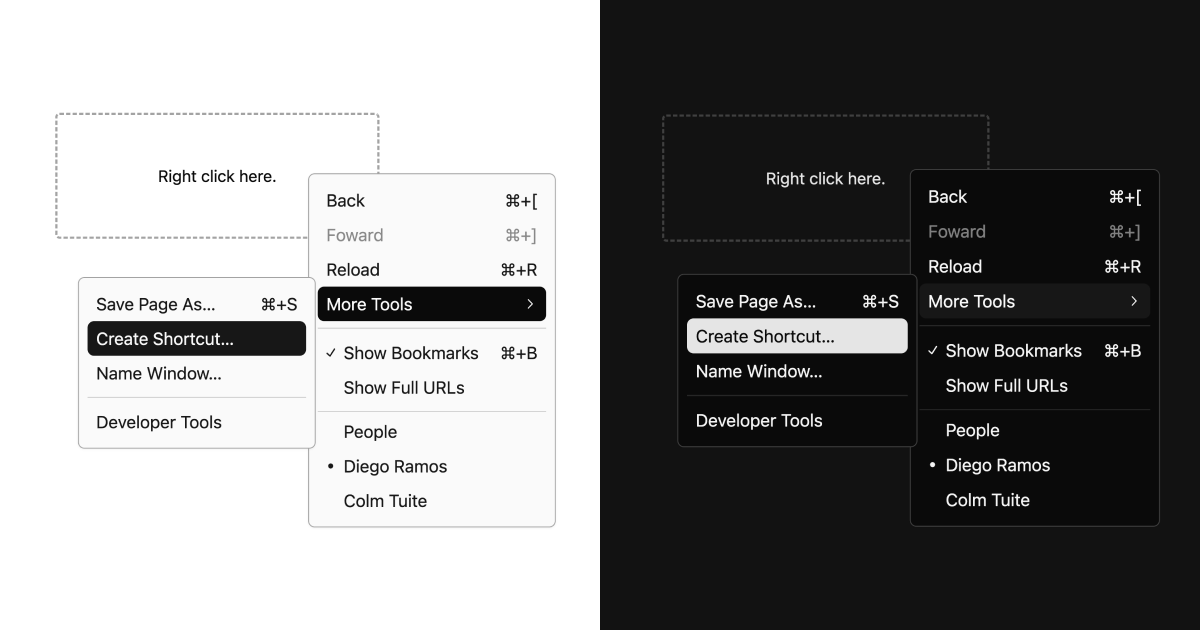 Right click here.
Back ⌘+[
Foward ⌘+]
Reload ⌘+R
More Tools
Show Bookmarks ⌘+B
Show Full URLs
People
Diego Ramos
Colm Tuite
Save Page As... ⌘+S
Create Shortcut...
Name Window...
Developer Tools
Right click here.
Back ⌘+[
Foward ⌘+]
Reload ⌘+R
More Tools
Show Bookmarks ⌘+B
Show Full URLs
People
Diego Ramos
Colm Tuite
Save Page As... ⌘+S
Create Shortcut...
Name Window...
Developer Tools